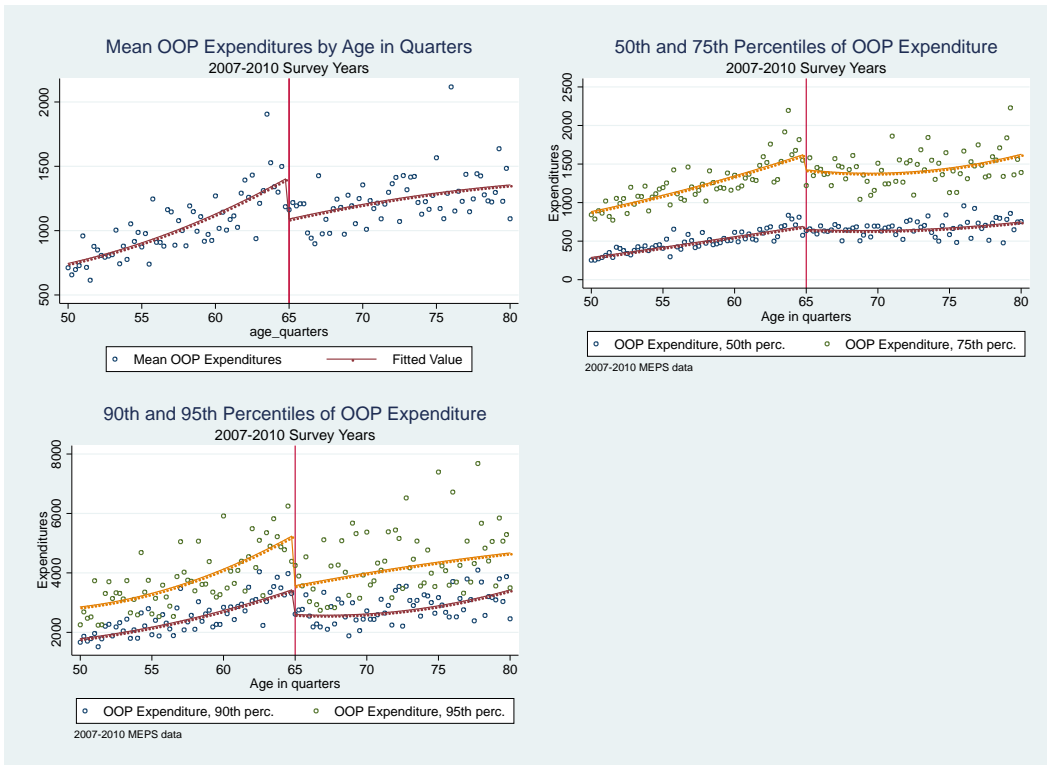 Mean OOP Expenditures by Age in Quarters
2007-2010 Survey Years
2000
1500
1000
500
50 55 60 65 70 75 80
age_quarters
Mean OOP Expenditures Fitted Value
50th and 75th Percentiles of OOP Expenditure
2007-2010 Survey Years
Expenditures
2500
2000
1500
1000
500
0
50 55 60 65 70 75 80
Age in quarters
OOP Expenditure, 50th perc. OOP Expenditure, 75th perc.
2007-2010 MEPS data
90th and 95th Percentiles of OOP Expenditure
2007-2010 Survey Years
Expenditures
8000
6000
4000
2000
50 55 60 65 70 75 80
Age in quarters
OOP Expenditure, 90th perc. OOP Expenditure, 95th perc.
2007-2010 MEPS data